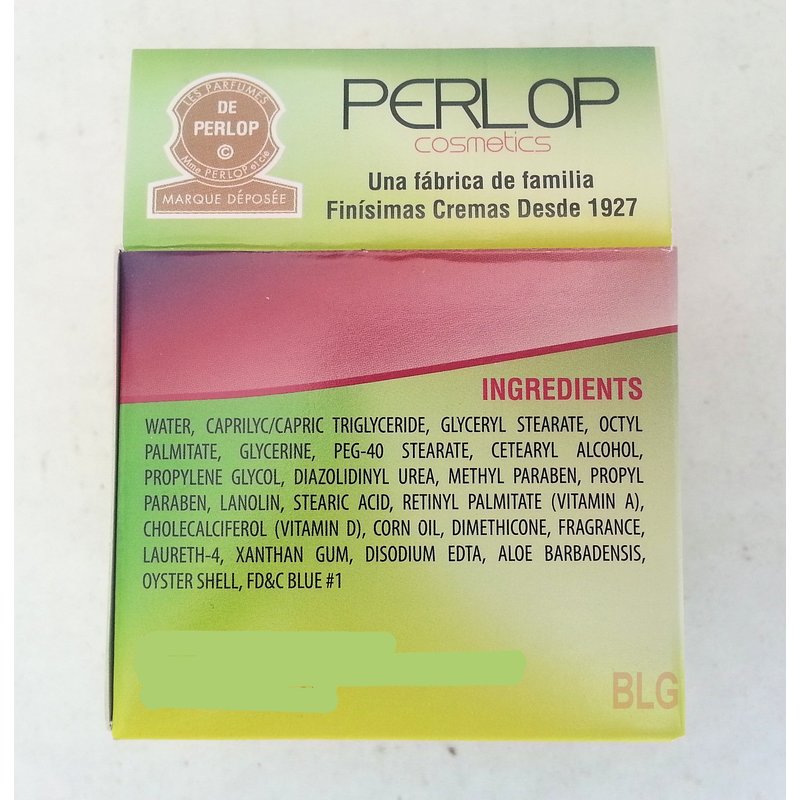 LES PARFUMES
DE
PERLOP
©
Mme. PERLOP et cie
MARQUE DÉPOSÉE
PERLOP
cosmetics
Una fábrica de familia
Finísimas Cremas Desde 1927
INGREDIENTS
WATER, CAPRILYC/CAPRIC TRIGLYCERIDE, GLYCERYL STEARATE, OCTYL
PALMITATE, GLYCERINE, PEG-40 STEARATE, CETEARYL ALCOHOL,
PROPYLENE GLYCOL, DIAZOLIDINYL UREA, METHYL PARABEN, PROPYL
PARABEN, LANOLIN, STEARIC ACID, RETINYL PALMITATE (VITAMIN A),
CHOLECALCIFEROL (VITAMIN D), CORN OIL, DIMETHICONE, FRAGRANCE,
LAURETH-4, XANTHAN GUM, DISODIUM EDTA, ALOE BARBADENSIS,
OYSTER SHELL, FD&C BLUE #1
BLG